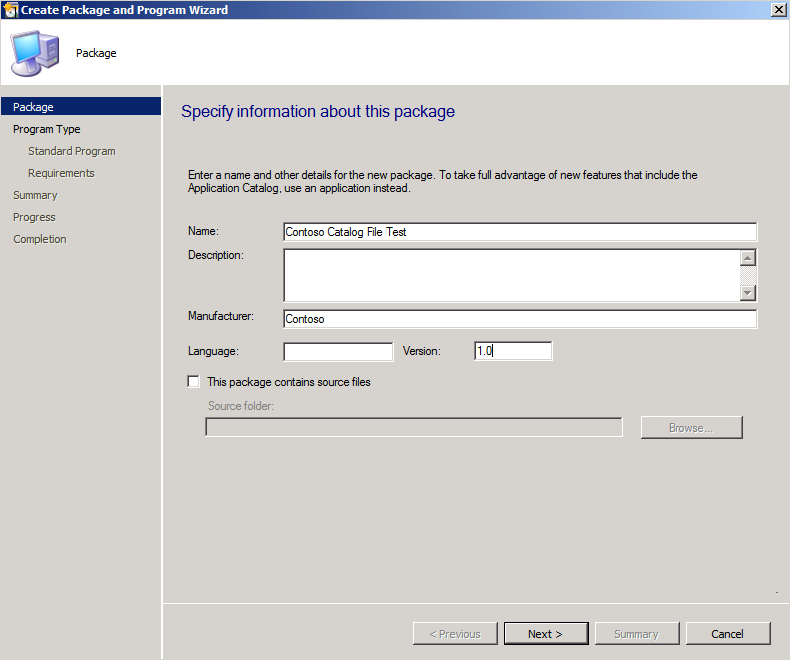 Create Package and Program Wizard
Package
Package
Program Type
Standard Program
Requirements
Summary
Progress
Completion
Specify information about this package
Enter a name and other details for the new package. To take full advantage of new features that include the
Application Catalog, use an application instead.
Name:
Contoso Catalog File Test
Description:
Manufacturer:
Contoso
Language:
Version:
1.0
This package contains source files
Source folder:
Browse...
< Previous
Next >
Summary
Cancel